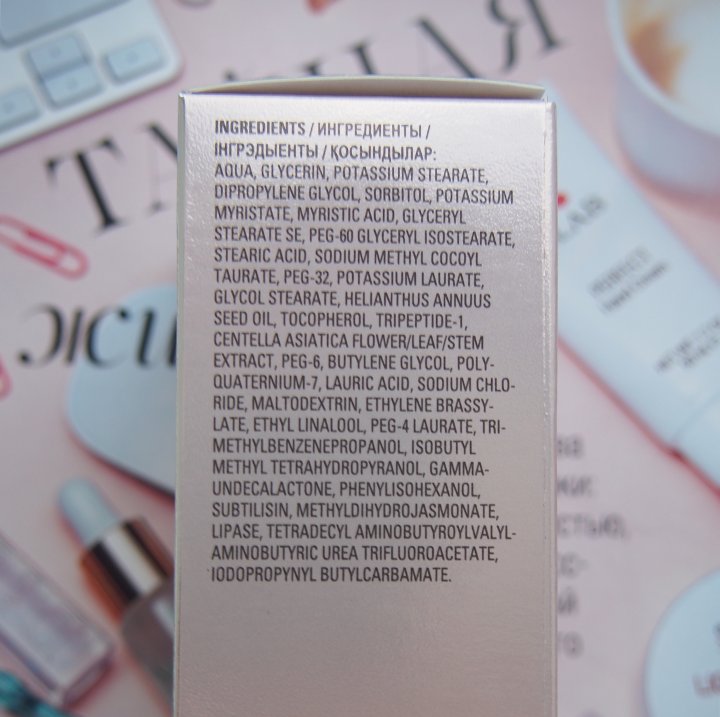 INGREDIENTS / ИНГРЕДИЕНТЫ /
ІНГРЭДЫЕНТЫ / ҚОСЫНДЫЛАР:
AQUA, GLYCERIN, POTASSIUM STEARATE,
DIPROPYLENE GLYCOL, SORBITOL, POTASSIUM
MYRISTATE, MYRISTIC ACID, GLYCERYL
STEARATE SE, PEG-60 GLYCERYL ISOSTEARATE,
STEARIC ACID, SODIUM METHYL COCOYL
TAURATE, PEG-32, POTASSIUM LAURATE,
GLYCOL STEARATE, HELIANTHUS ANNUUS
SEED OIL, TOCOPHEROL, TRIPEPTIDE-1,
CENTELLA ASIATICA FLOWER/LEAF/STEM
EXTRACT, PEG-6, BUTYLENE GLYCOL, POLY-
QUATERNIUM-7, LAURIC ACID, SODIUM CHLO-
RIDE, MALTODEXTRIN, ETHYLENE BRASSY-
LATE, ETHYL LINALOOL, PEG-4 LAURATE, TRI-
METHYLBENZENEPROPANOL, ISOBUTYL
METHYL TETRAHYDROPYRANOL, GAMMA-
UNDECALACTONE, PHENYLISOHEXANOL,
SUBTILISIN, METHYLDIHYDROJASMONATE,
LIPASE, TETRADECYL AMINOBUTYROYLVALYL-
AMINOBUTYRIC UREA TRIFLUOROACETATE,
IODOPROPYNYL BUTYLCARBAMATE.